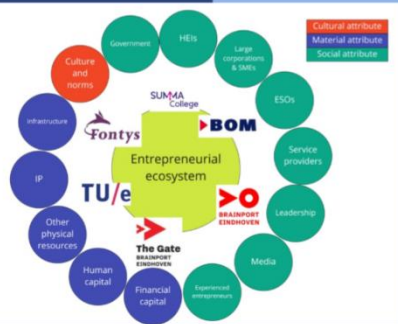 Cultural attribute
Material attribute
Social attribute
Government
HEIs
Large
corporations
& SMEs
ESOs
Service
providers
Leadership
Media
Experienced
entrepreneurs
Financial
capital
Human
capital
Other
physical
resources
IP
Infrastructure
Culture
and
norms
SUMMA
College
Fontys
BOM
Entrepreneurial
ecosystem
TU/e
BRAINPORT
EINDHOVEN
The Gate
BRAINPORT
EINDHOVEN